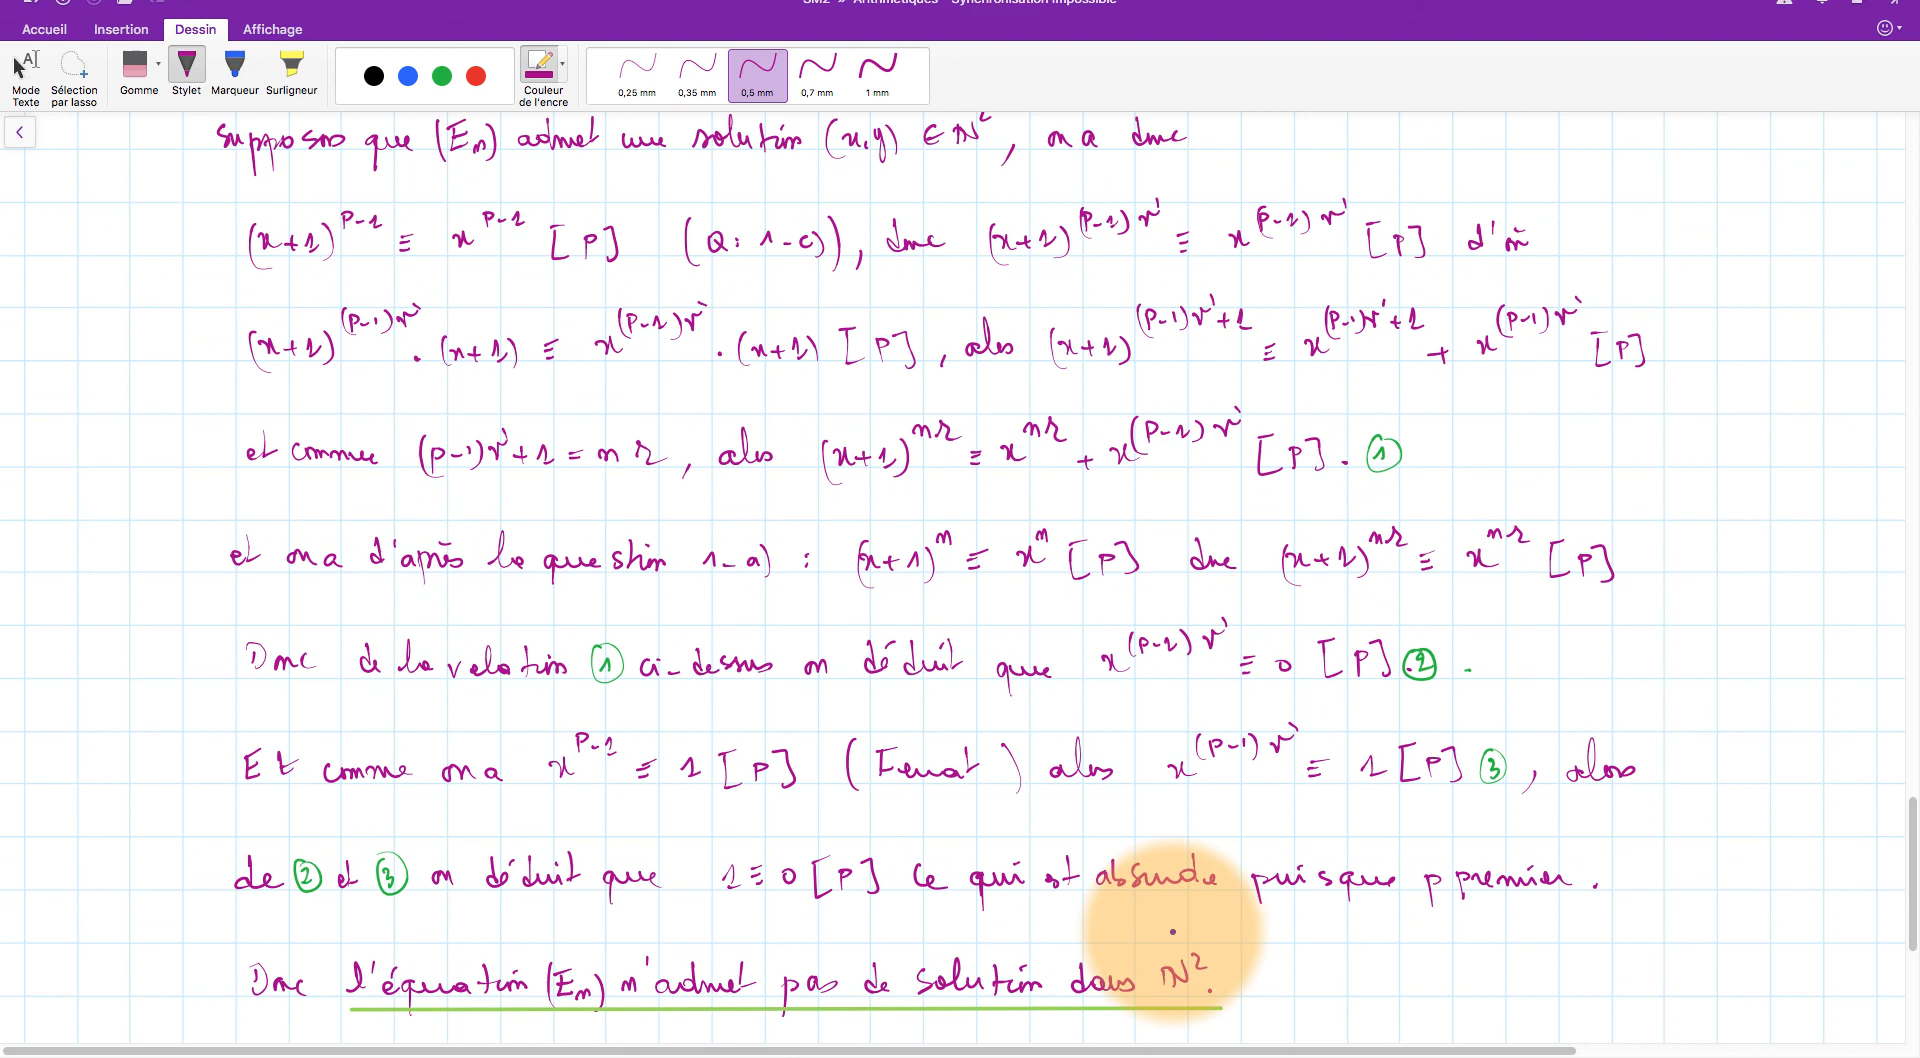 SM2 » Arithmétiques – Synchronisation impossible
Accueil Insertion Dessin Affichage
Mode Texte Sélection par lasso Gomme Stylet Marqueur Surligneur Couleur de l'encre 0,25 mm 0,35 mm 0,5 mm 0,7 mm 1 mm
supposons que (En) admet une solution (x,y) ∈ ℕ², on a donc
(x+1)^{p-1} ≡ x^{p-1} [p] (Q: 1-c)), donc (x+1)^{(p-1)r'} ≡ x^{(p-1)r'} [p] d'où
(x+1)^{(p-1)r'} . (x+1) ≡ x^{(p-1)r'} . (x+1) [p], alors (x+1)^{(p-1)r'+1} ≡ x^{(p-1)r'+1} + x^{(p-1)r'} [p]
et comme (p-1)r'+1 = nr, alors (x+1)^{nr} ≡ x^{nr} + x^{(p-1)r'} [p]. ①
et on a d'après la question 1-a) : (x+1)^n ≡ x^n [p] donc (x+1)^{nr} ≡ x^{nr} [p]
Donc de la relation ① ci-dessus on déduit que x^{(p-1)r'} ≡ 0 [p] ② .
Et comme on a x^{p-1} ≡ 1 [p] (Fermat) alors x^{(p-1)r'} ≡ 1 [p] ③, alors
de ② et ③ on déduit que 1 ≡ 0 [p] ce qui est absurde puisque p premier.
Donc l'équation (En) n'admet pas de solution dans ℕ².